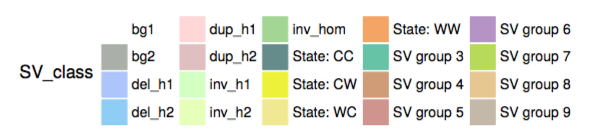 bg1 dup_h1 inv_hom State: WW SV group 6
bg2 dup_h2 State: CC SV group 3 SV group 7
SV_class
del_h1 inv_h1 State: CW SV group 4 SV group 8
del_h2 inv_h2 State: WC SV group 5 SV group 9